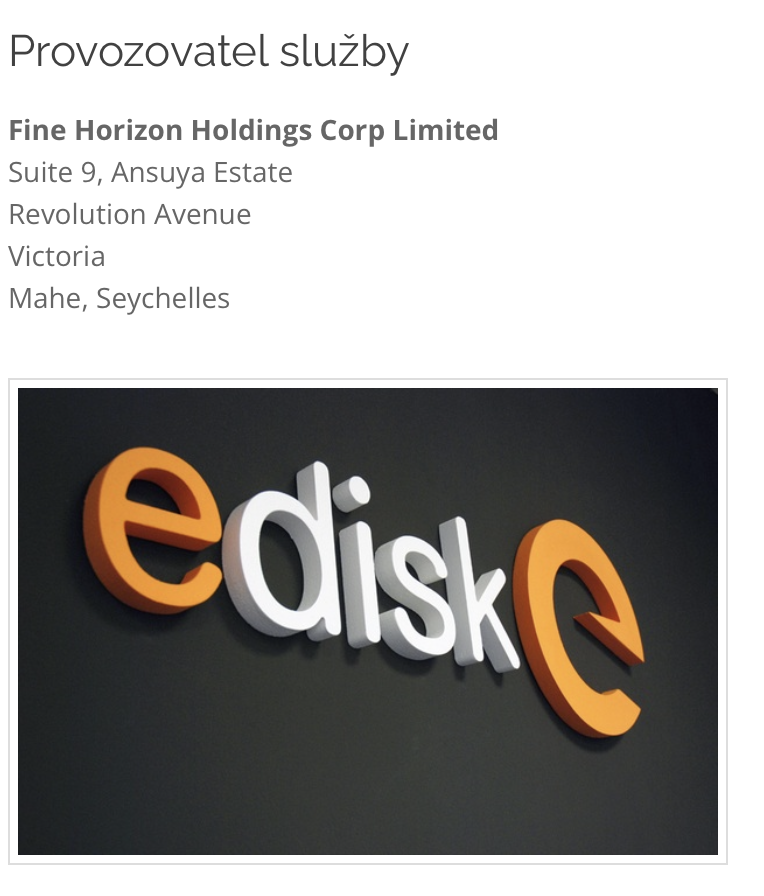 Provozovatel služby
Fine Horizon Holdings Corp Limited
Suite 9, Ansuya Estate
Revolution Avenue
Victoria
Mahe, Seychelles
edisk